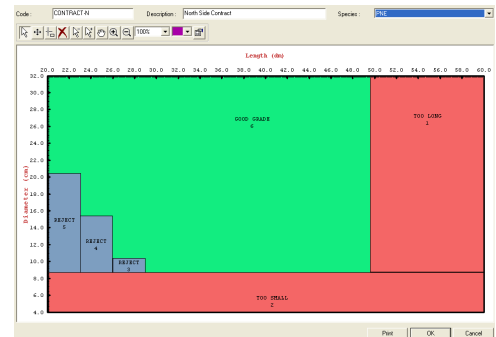 Code : CONTRACT-N Description : North Side Contract Species : PNE
100%
Length (dm)
20.0 22.0 24.0 26.0 28.0 30.0 32.0 34.0 36.0 38.0 40.0 42.0 44.0 46.0 48.0 50.0 52.0 54.0 56.0 58.0 60.0
32.0
30.0
28.0
26.0
24.0
22.0
20.0
18.0
16.0
14.0
12.0
10.0
8.0
6.0
4.0
Diameter (cm)
GOOD GRADE
6
TOO LONG
1
REJECT
5
REJECT
4
REJECT
3
TOO SMALL
2
Print OK Cancel